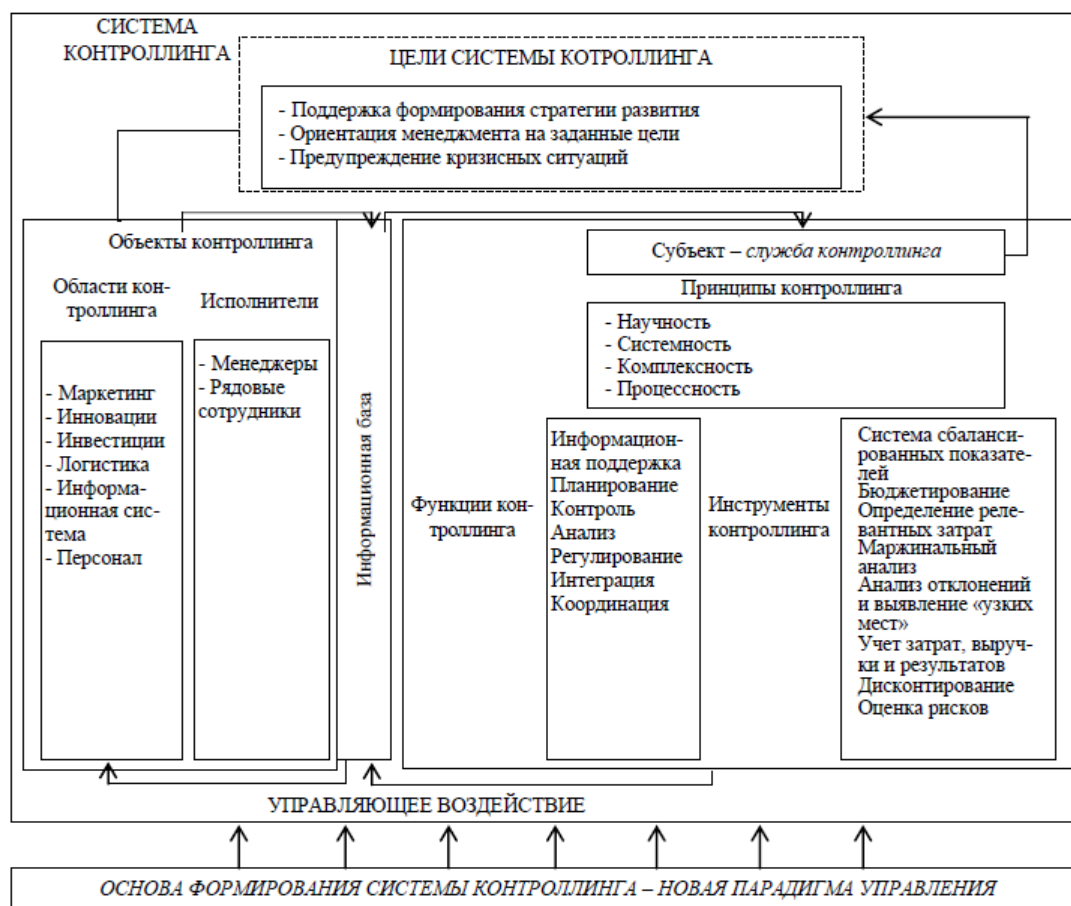 СИСТЕМА
КОНТРОЛЛИНГА
ЦЕЛИ СИСТЕМЫ КОТРОЛЛИНГА
- Поддержка формирования стратегии развития
- Ориентация менеджмента на заданные цели
- Предупреждение кризисных ситуаций
Объекты контроллинга
Области кон-
троллинга
Исполнители
- Маркетинг
- Инновации
- Инвестиции
- Логистика
- Информа-
ционная сис-
тема
- Персонал
- Менеджеры
- Рядовые
сотрудники
Информационная база
Субъект – служба контроллинга
Принципы контроллинга
- Научность
- Системность
- Комплексность
- Процессность
Функции кон-
троллинга
Информацион-
ная поддержка
Планирование
Контроль
Анализ
Регулирование
Интеграция
Координация
Инструменты
контроллинга
Система сбаланси-
рованных показате-
лей
Бюджетирование
Определение реле-
вантных затрат
Маржинальный
анализ
Анализ отклонений
и выявление «узких
мест»
Учет затрат, выруч-
ки и результатов
Дисконтирование
Оценка рисков
УПРАВЛЯЮЩЕЕ ВОЗДЕЙСТВИЕ
ОСНОВА ФОРМИРОВАНИЯ СИСТЕМЫ КОНТРОЛЛИНГА – НОВАЯ ПАРАДИГМА УПРАВЛЕНИЯ